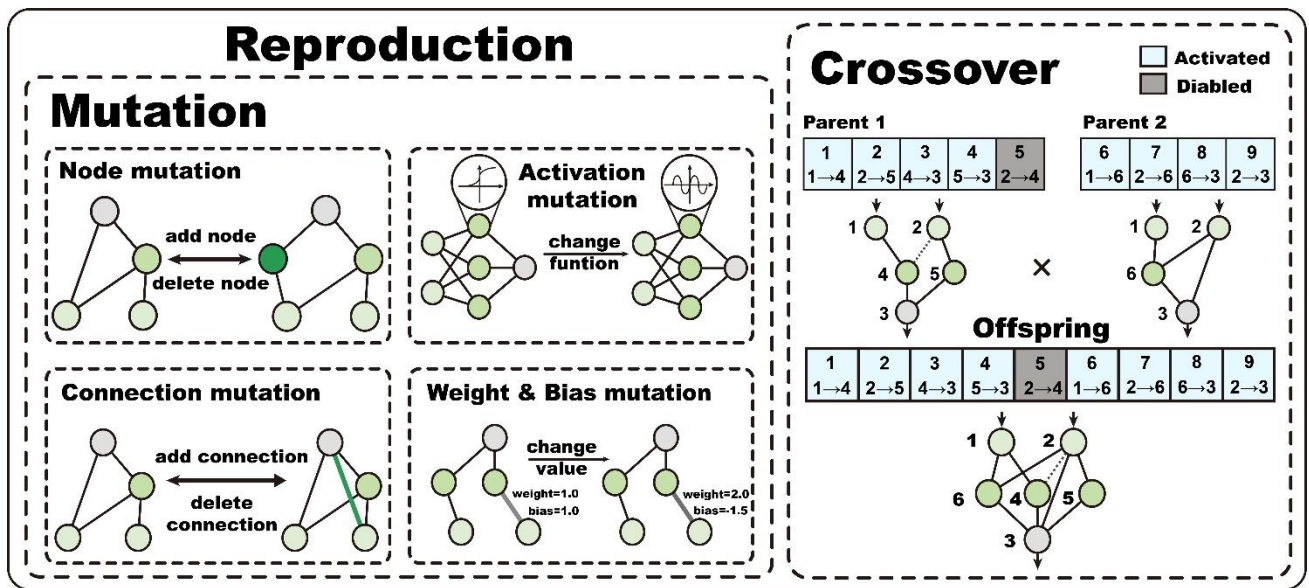 Reproduction
Mutation
Node mutation
add node
delete node
Activation
mutation
change
funtion
Connection mutation
add connection
delete
connection
Weight & Bias mutation
change
value
weight=1.0
bias=1.0
weight=2.0
bias=-1.5
Crossover
Activated
Diabled
Parent 1
1 2 3 4 5
1→4 2→5 4→3 5→3 2→4
Parent 2
6 7 8 9
1→6 2→6 6→3 2→3
1 2
4 5
3
×
1 2
6
3
Offspring
1 2 3 4 5 6 7 8 9
1→4 2→5 4→3 5→3 2→4 1→6 2→6 6→3 2→3
1 2
6 4 5
3